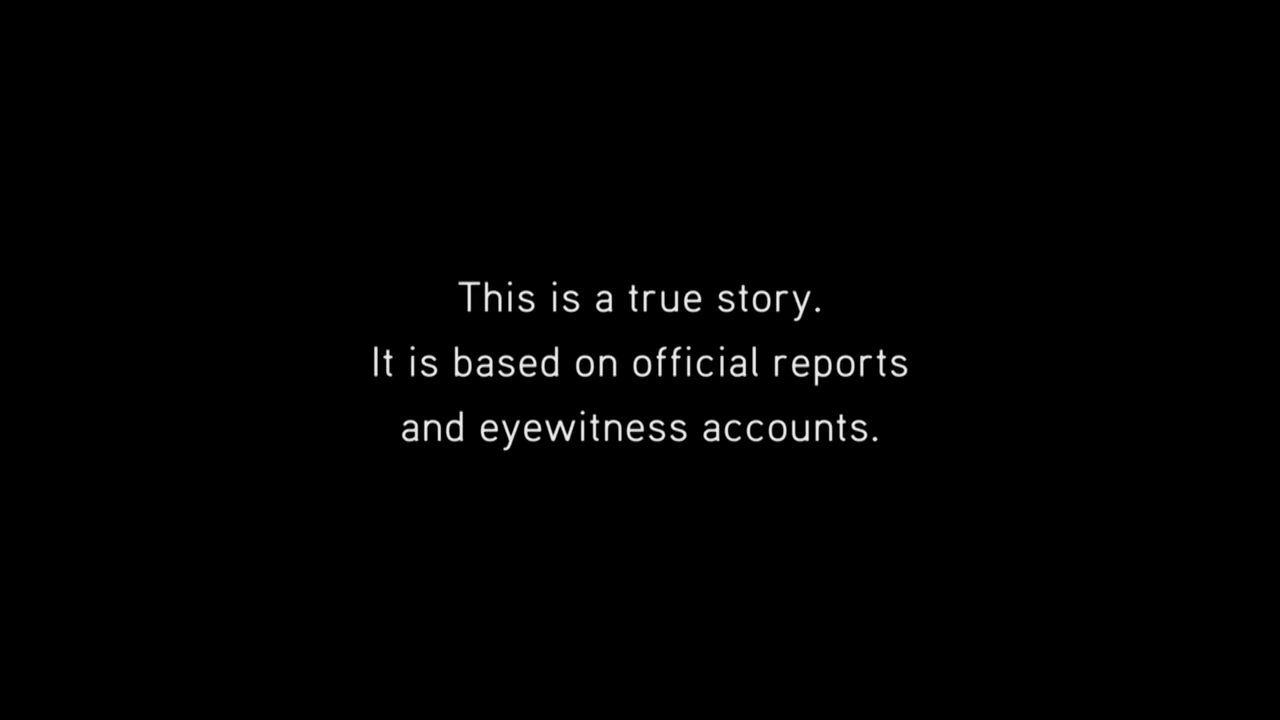 This is a true story.
It is based on official reports
and eyewitness accounts.